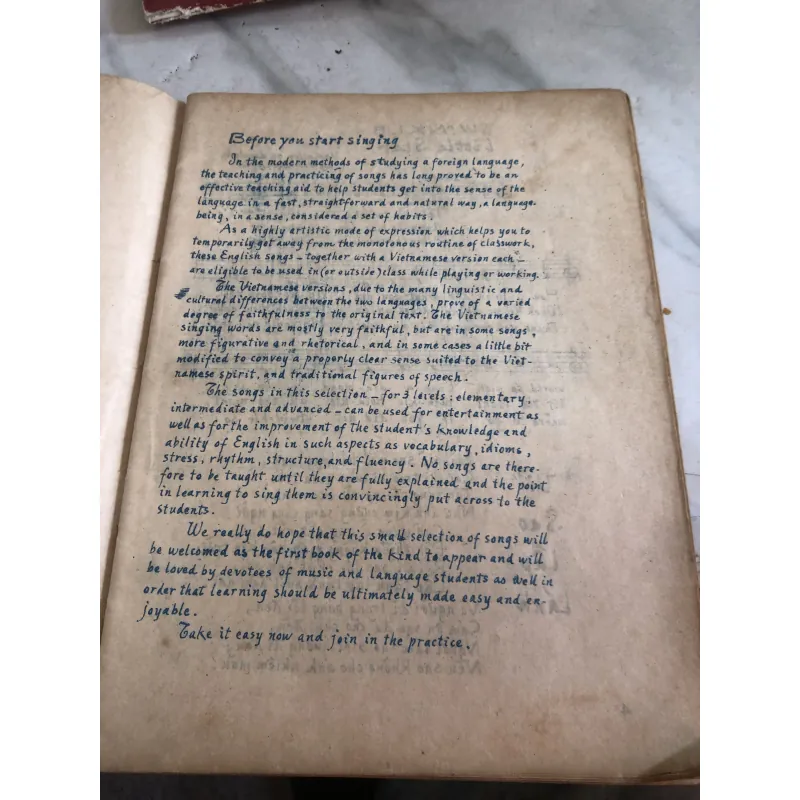 Before you start singing
In the modern methods of studying a foreign language,
the teaching and practicing of songs has long proved to be an
effective teaching aid to help students get into the sense of the
language in a fast, straightforward and natural way, a language-
being, in a sense, considered a set of habits.
As a highly artistic mode of expression which helps you to
temporarily get away from the monotonous routine of classwork,
these English songs - together with a Vietnamese version each -
are eligible to be used in (or outside) class while playing or working.
The Vietnamese versions, due to the many linguistic and
cultural differences between the two languages, prove of a varied
degree of faithfulness to the original text. The Vietnamese
singing words are mostly very faithful, but are in some songs,
more figurative and rhetorical, and in some cases a little bit
modified to convey a properly clear sense suited to the Viet-
namese spirit, and traditional figures of speech.
The songs in this selection - for 3 levels: elementary,
intermediate and advanced - can be used for entertainment as
well as for the improvement of the student's knowledge and
ability of English in such aspects as vocabulary, idioms,
stress, rhythm, structure, and fluency. No songs are there-
fore to be taught until they are fully explained and the point
in learning to sing them is convincingly put across to the
students.
We really do hope that this small selection of songs will
be welcomed as the first book of the kind to appear and will
be loved by devotees of music and language students as well in
order that learning should be ultimately made easy and en-
joyable.
Take it easy now and join in the practice.